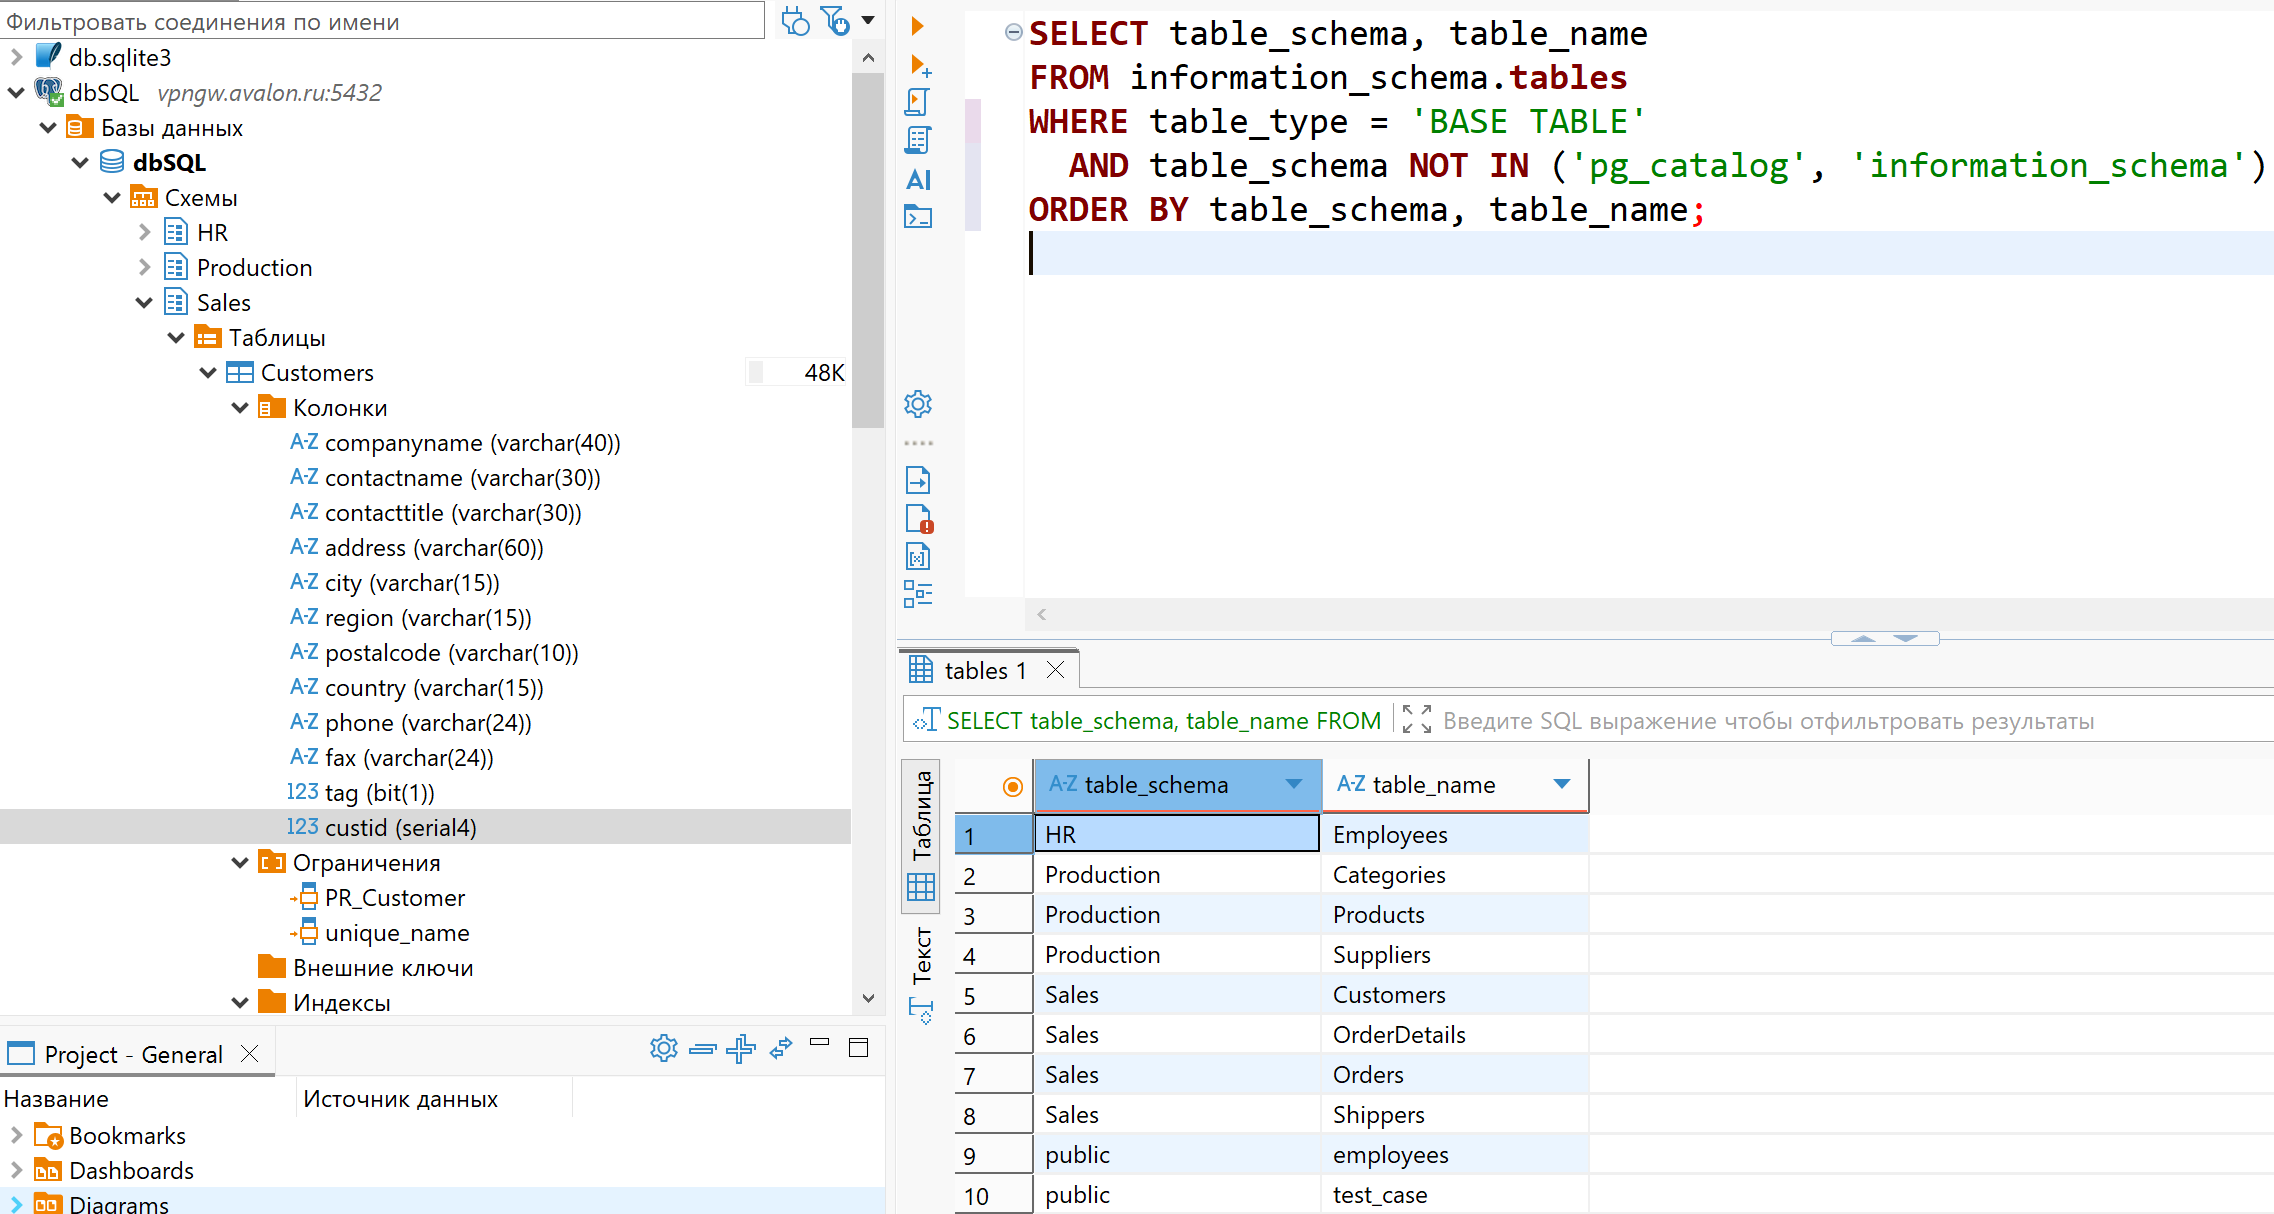 Фильтровать соединения по имени
db.sqlite3
dbSQL vpngw.avalon.ru:5432
Базы данных
dbSQL
Схемы
HR
Production
Sales
Таблицы
Customers 48K
Колонки
A-Z companyname (varchar(40))
A-Z contactname (varchar(30))
A-Z contacttitle (varchar(30))
A-Z address (varchar(60))
A-Z city (varchar(15))
A-Z region (varchar(15))
A-Z postalcode (varchar(10))
A-Z country (varchar(15))
A-Z phone (varchar(24))
A-Z fax (varchar(24))
123 tag (bit(1))
123 custid (serial4)
Ограничения
PR_Customer
unique_name
Внешние ключи
Индексы
Project - General
Название Источник данных
Bookmarks
Dashboards
Diagrams
AI
SELECT table_schema, table_name
FROM information_schema.tables
WHERE table_type = 'BASE TABLE'
AND table_schema NOT IN ('pg_catalog', 'information_schema')
ORDER BY table_schema, table_name;
tables 1
SELECT table_schema, table_name FROM Введите SQL выражение чтобы отфильтровать результаты
Таблица
Текст
A-Z table_schema A-Z table_name
1 HR Employees
2 Production Categories
3 Production Products
4 Production Suppliers
5 Sales Customers
6 Sales OrderDetails
7 Sales Orders
8 Sales Shippers
9 public employees
10 public test_case